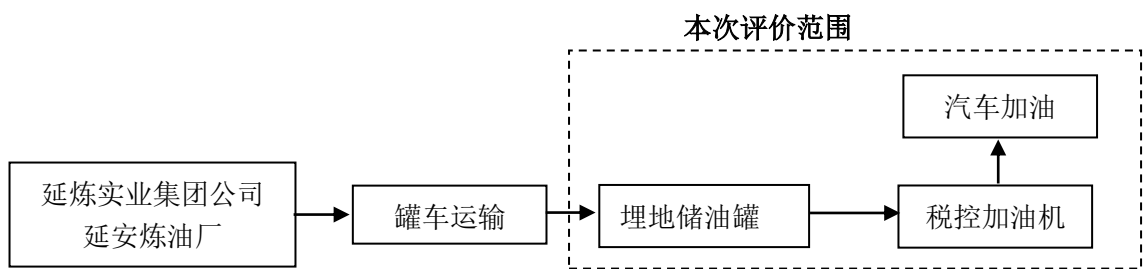 本次评价范围
汽车加油
延炼实业集团公司
延安炼油厂
罐车运输
埋地储油罐
税控加油机